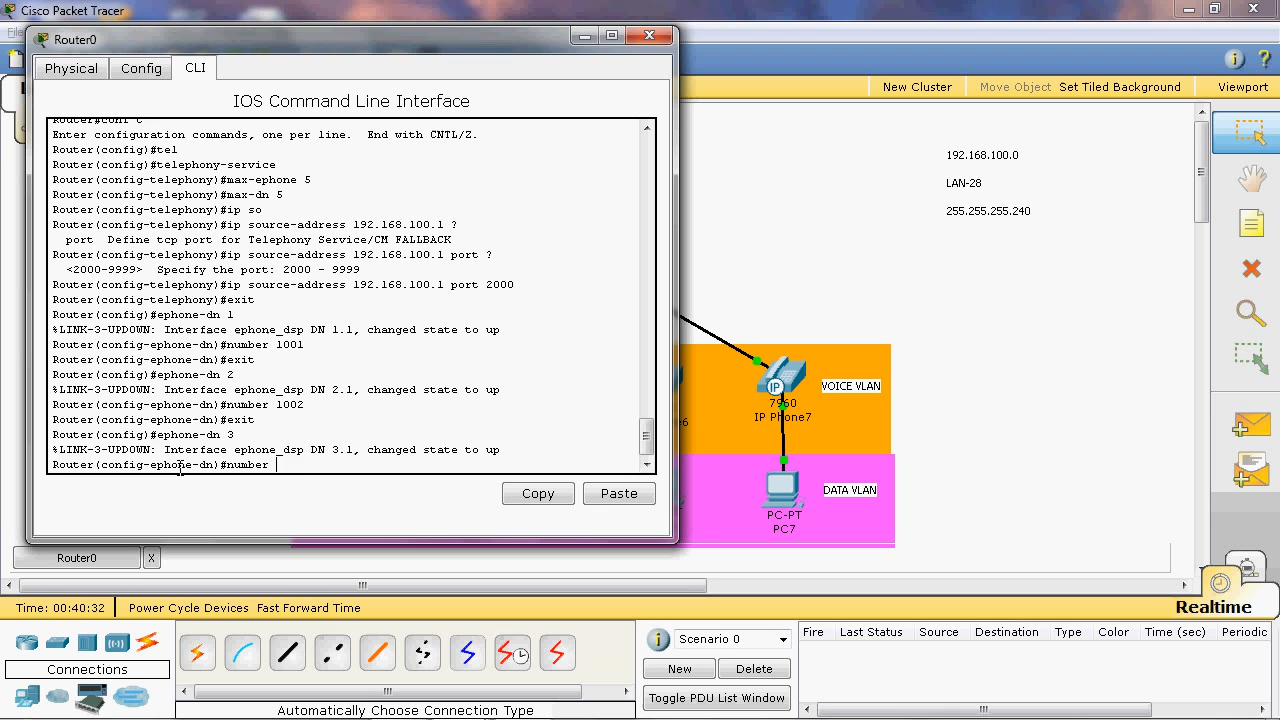 Cisco Packet Tracer
Router0
Physical
Config
CLI
IOS Command Line Interface
Router#conf t
Enter configuration commands, one per line.  End with CNTL/Z.
Router(config)#tel
Router(config)#telephony-service
Router(config-telephony)#max-ephone 5
Router(config-telephony)#max-dn 5
Router(config-telephony)#ip so
Router(config-telephony)#ip source-address 192.168.100.1 ?
port  Define tcp port for Telephony Service/CM FALLBACK
Router(config-telephony)#ip source-address 192.168.100.1 port ?
<2000-9999>  Specify the port: 2000 - 9999
Router(config-telephony)#ip source-address 192.168.100.1 port 2000
Router(config-telephony)#exit
Router(config)#ephone-dn 1
%LINK-3-UPDOWN: Interface ephone_dsp DN 1.1, changed state to up
Router(config-ephone-dn)#number 1001
Router(config-ephone-dn)#exit
Router(config)#ephone-dn 2
%LINK-3-UPDOWN: Interface ephone_dsp DN 2.1, changed state to up
Router(config-ephone-dn)#number 1002
Router(config-ephone-dn)#exit
Router(config)#ephone-dn 3
%LINK-3-UPDOWN: Interface ephone_dsp DN 3.1, changed state to up
Router(config-ephone-dn)#number
Copy
Paste
Router0
X
New Cluster
Move Object
Set Tiled Background
Viewport
192.168.100.0
LAN-28
255.255.255.240
IP
7960
IP Phone7
VOICE VLAN
PC-PT
PC7
DATA VLAN
Time: 00:40:32
Power Cycle Devices
Fast Forward Time
Realtime
Connections
Automatically Choose Connection Type
Scenario 0
New
Delete
Toggle PDU List Window
Fire
Last Status
Source
Destination
Type
Color
Time (sec)
Periodic